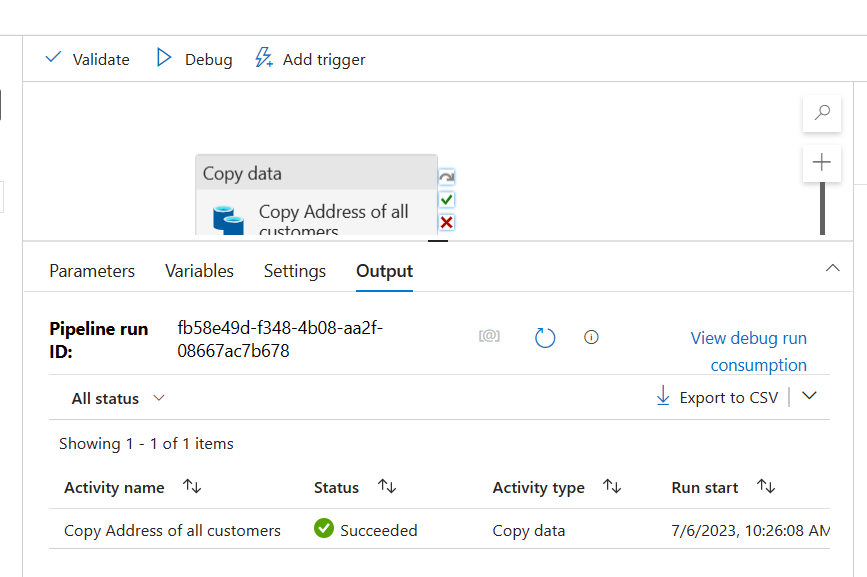 Validate Debug Add trigger
Copy data
Copy Address of all
customers
Parameters Variables Settings Output
Pipeline run ID: fb58e49d-f348-4b08-aa2f-08667ac7b678
View debug run consumption
All status Export to CSV
Showing 1 - 1 of 1 items
Activity name Status Activity type Run start
Copy Address of all customers Succeeded Copy data 7/6/2023, 10:26:08 AM